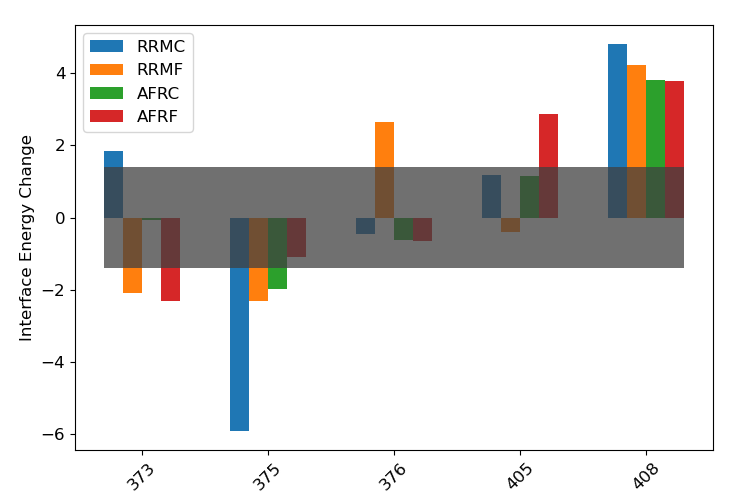 RRMC
RRMF
AFRC
AFRF
Interface Energy Change
4
2
0
−2
−4
−6
373
375
376
405
408